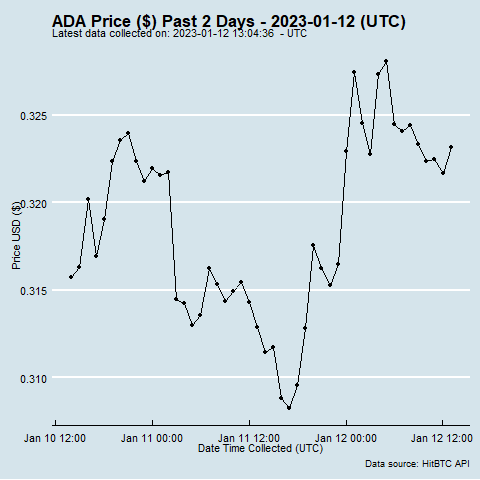 ADA Price ($) Past 2 Days - 2023-01-12 (UTC)
Latest data collected on: 2023-01-12 13:04:36 - UTC
0.325
0.320
0.315
0.310
Price USD ($)
Jan 10 12:00 Jan 11 00:00 Jan 11 12:00 Jan 12 00:00 Jan 12 12:00
Date Time Collected (UTC)
Data source: HitBTC API